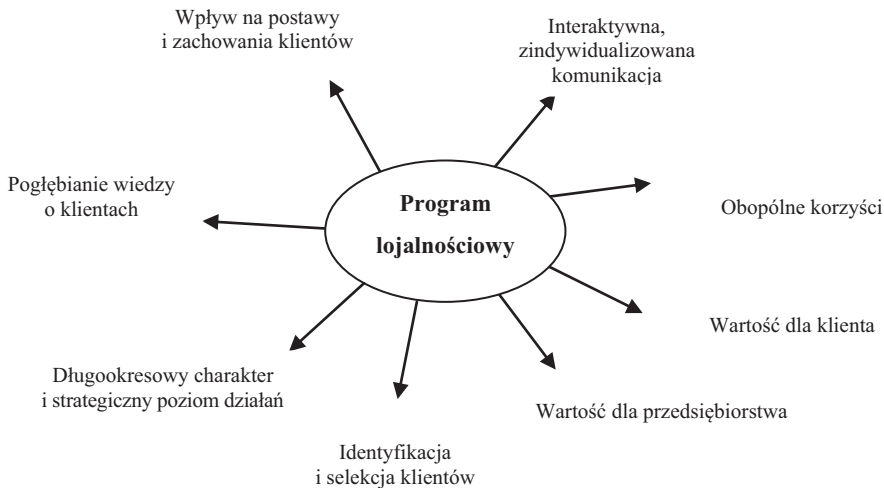 Wpływ na postawy
i zachowania klientów
Interaktywna,
zindywidualizowana
komunikacja
Pogłębianie wiedzy
o klientach
Program
lojalnościowy
Obopólne korzyści
Wartość dla klienta
Długookresowy charakter
i strategiczny poziom działań
Wartość dla przedsiębiorstwa
Identyfikacja
i selekcja klientów